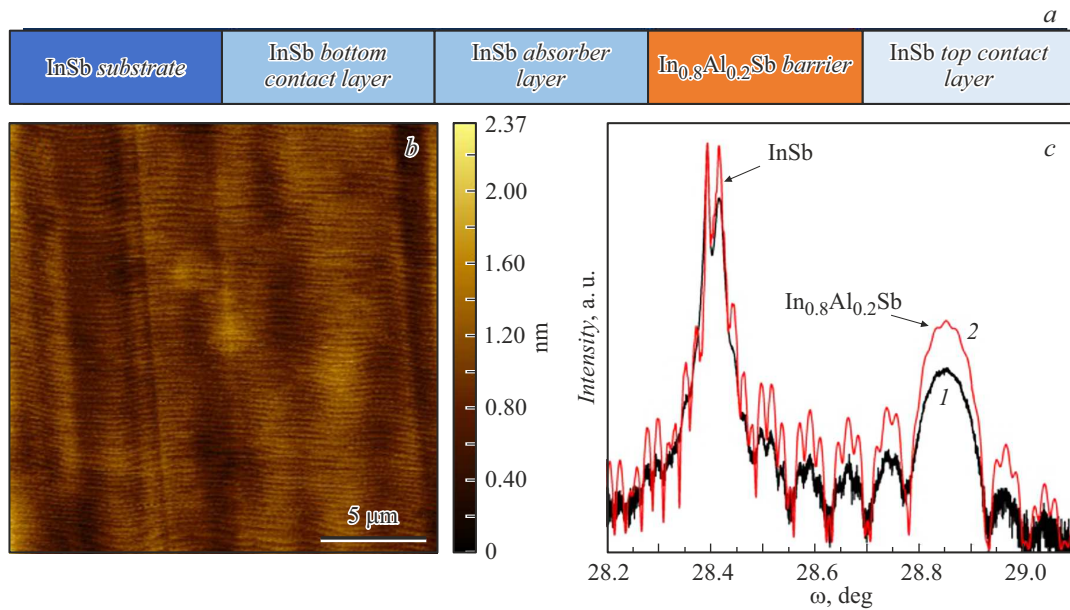 a
InSb substrate
InSb bottom
contact layer
InSb absorber
layer
In0.8Al0.2Sb barrier
InSb top contact
layer
b
5 μm
2.37
2.00
1.60
1.20
0.80
0.40
0
nm
c
InSb
In0.8Al0.2Sb
2
1
Intensity, a. u.
28.2
28.4
28.6
28.8
29.0
ω, deg